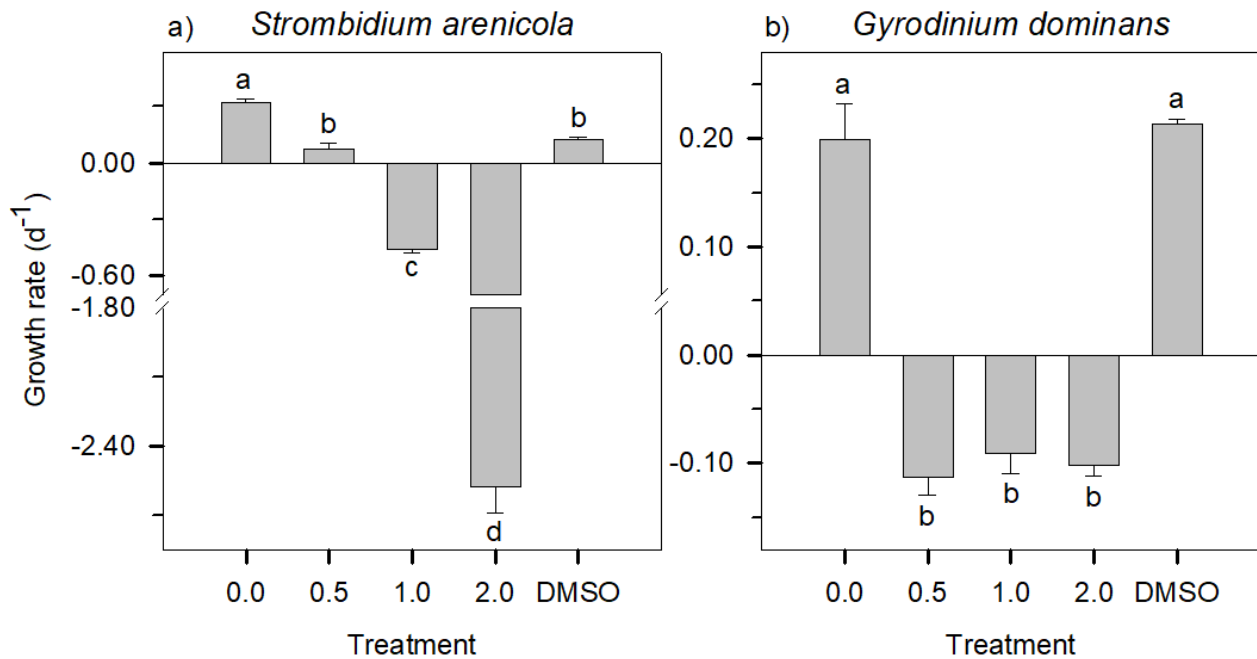 a) Strombidium arenicola
b) Gyrodinium dominans
Growth rate (d-1)
0.00
-0.60
-1.80
-2.40
a
b
c
d
b
0.0 0.5 1.0 2.0 DMSO
Treatment
0.20
0.10
0.00
-0.10
a
b
b
b
a
0.0 0.5 1.0 2.0 DMSO
Treatment